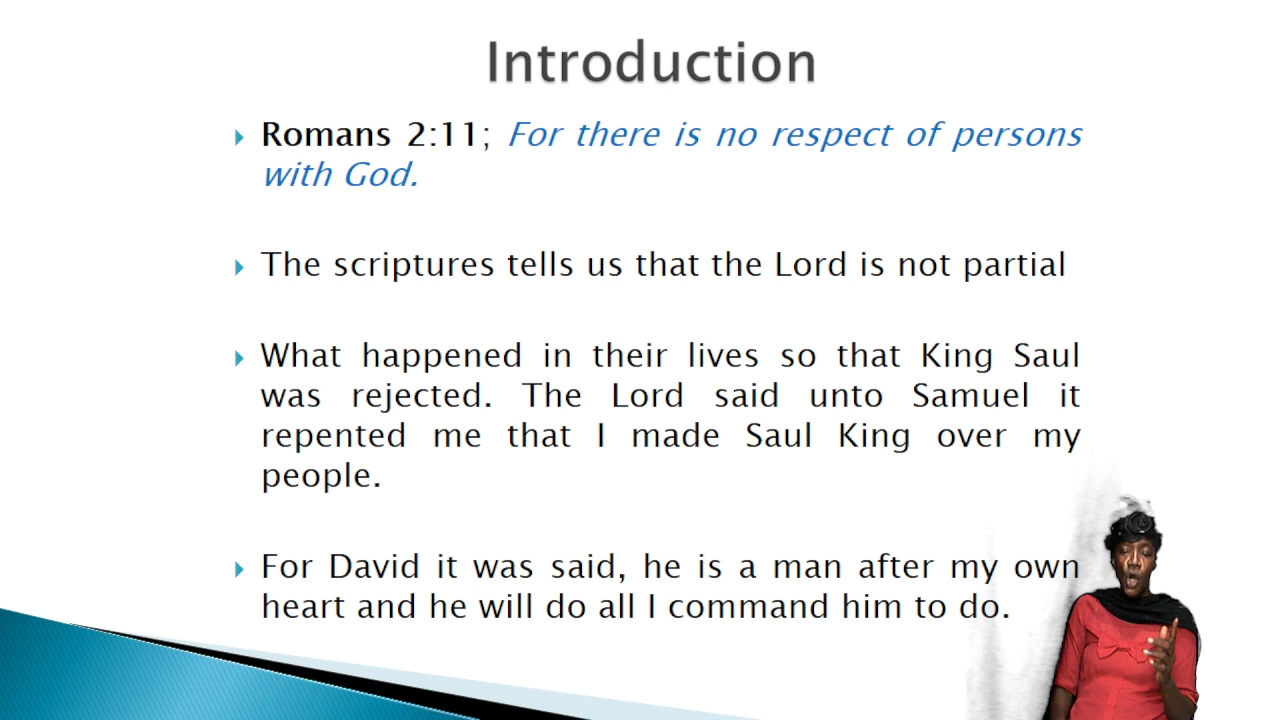 Introduction
Romans 2:11; For there is no respect of persons
with God.
The scriptures tells us that the Lord is not partial
What happened in their lives so that King Saul
was rejected. The Lord said unto Samuel it
repented me that I made Saul King over my
people.
For David it was said, he is a man after my own
heart and he will do all I command him to do.